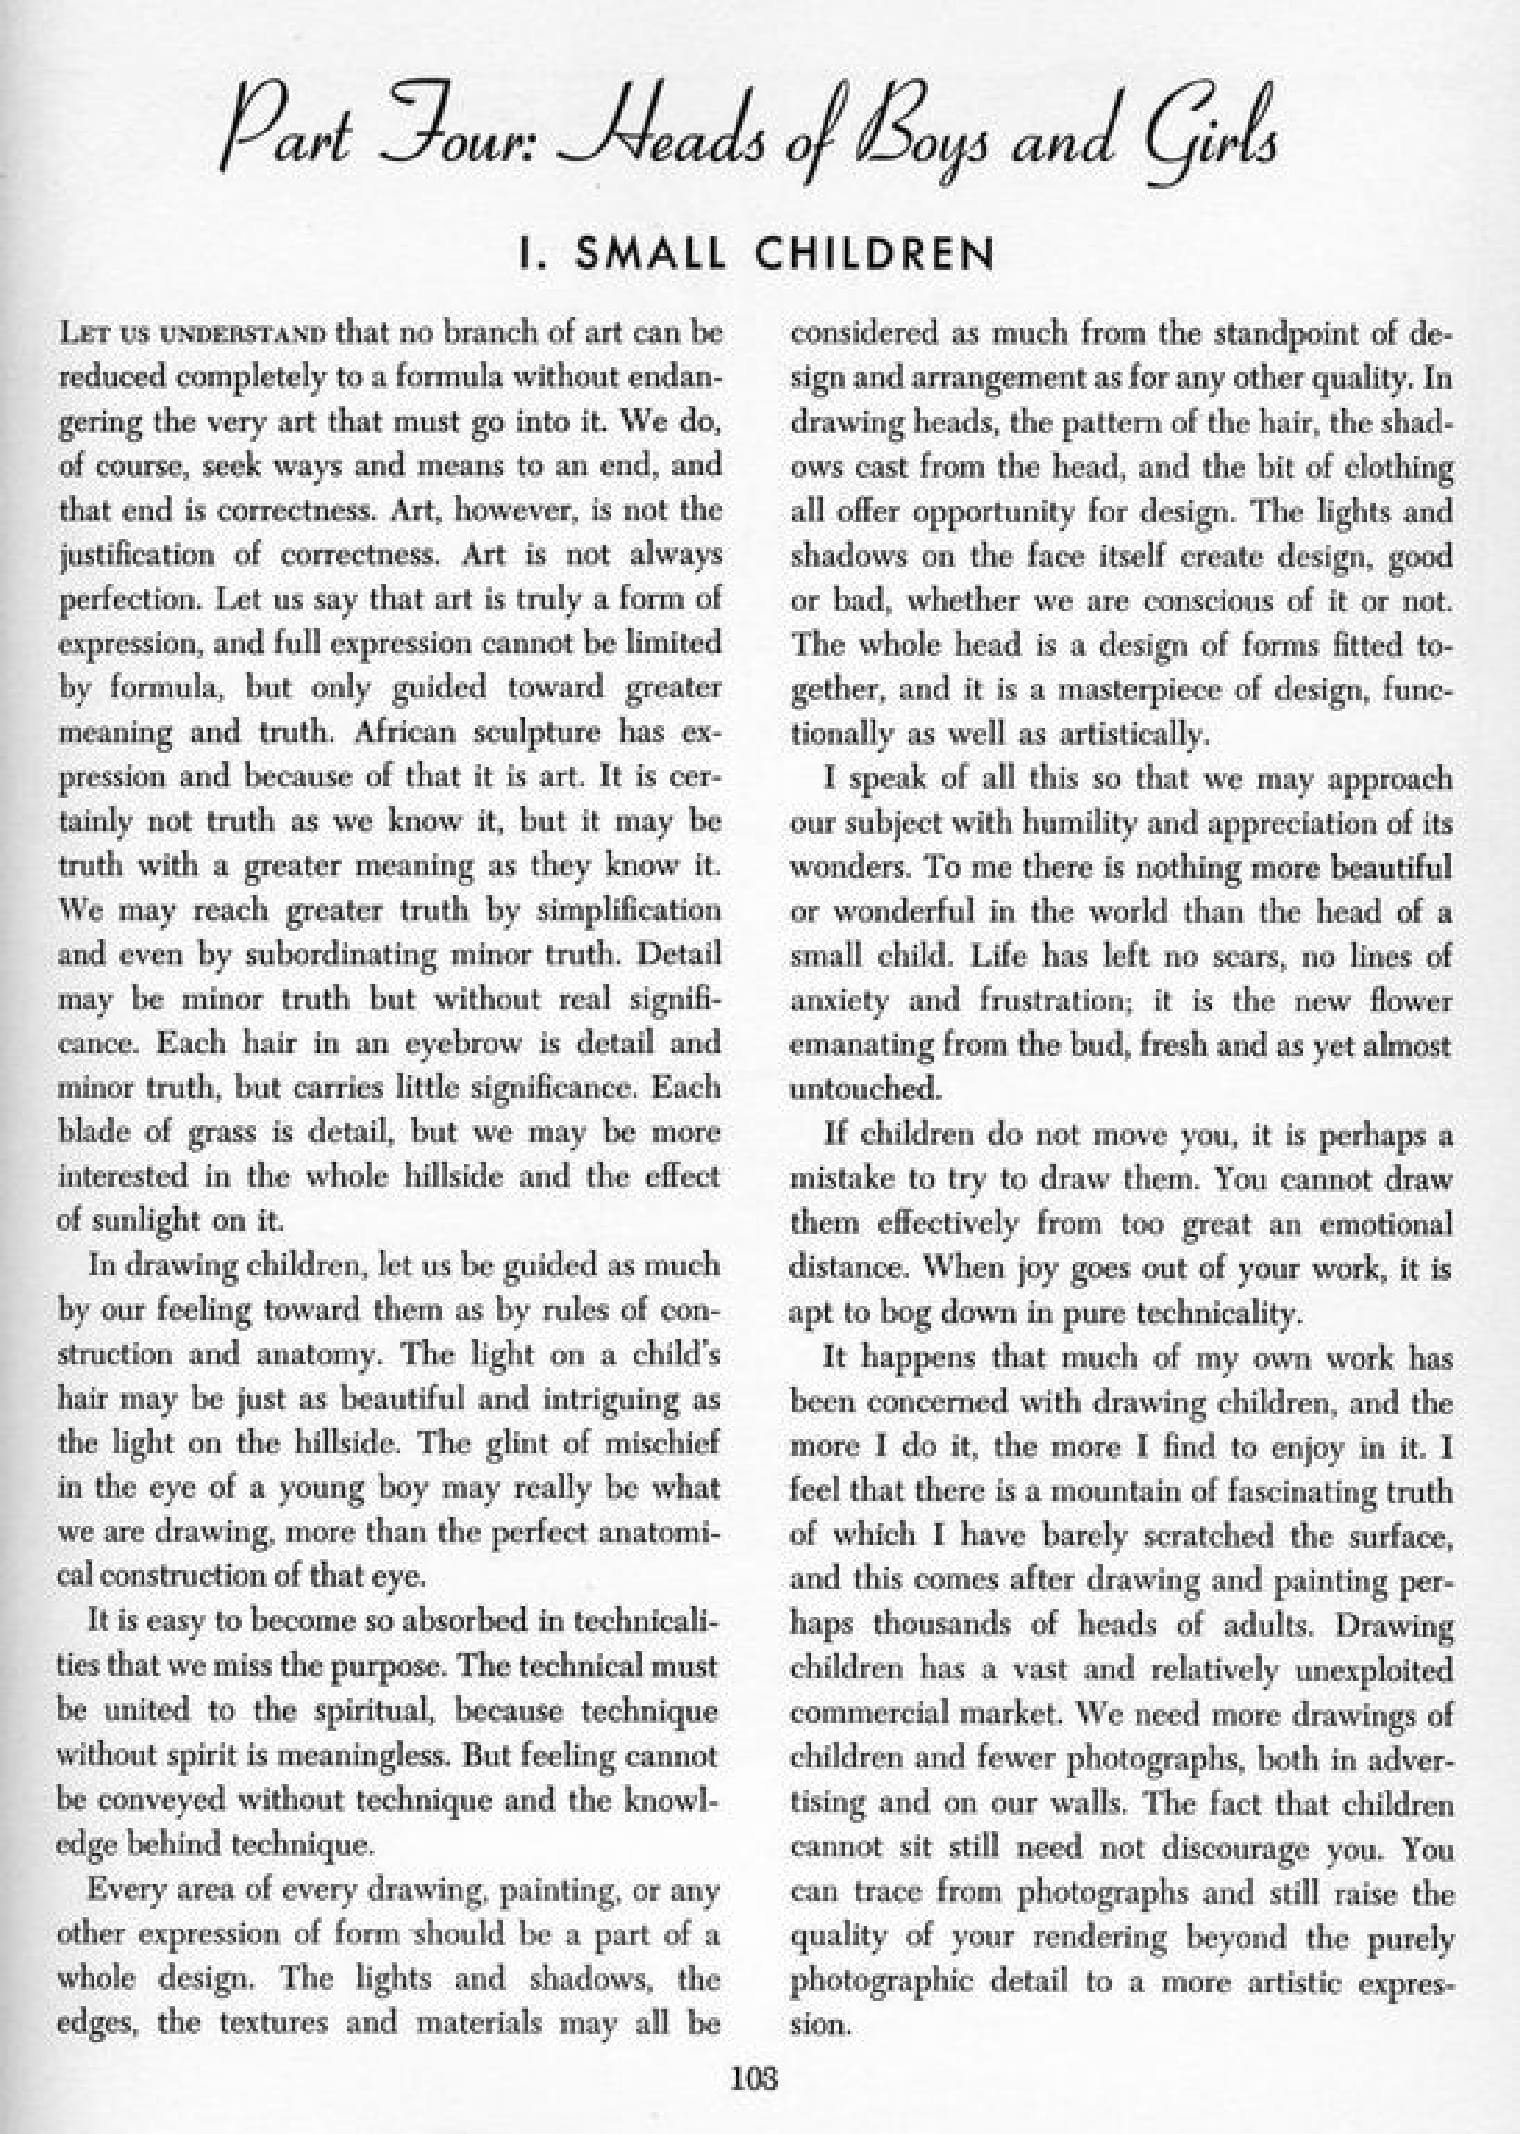 Part Four: Heads of Boys and Girls
I. SMALL CHILDREN
LET US UNDERSTAND that no branch of art can be
reduced completely to a formula without endan-
gering the very art that must go into it. We do,
of course, seek ways and means to an end, and
that end is correctness. Art, however, is not the
justification of correctness. Art is not always
perfection. Let us say that art is truly a form of
expression, and full expression cannot be limited
by formula, but only guided toward greater
meaning and truth. African sculpture has ex-
pression and because of that it is art. It is cer-
tainly not truth as we know it, but it may be
truth with a greater meaning as they know it.
We may reach greater truth by simplification
and even by subordinating minor truth. Detail
may be minor truth but without real signifi-
cance. Each hair in an eyebrow is detail and
minor truth, but carries little significance. Each
blade of grass is detail, but we may be more
interested in the whole hillside and the effect
of sunlight on it.
In drawing children, let us be guided as much
by our feeling toward them as by rules of con-
struction and anatomy. The light on a child's
hair may be just as beautiful and intriguing as
the light on the hillside. The glint of mischief
in the eye of a young boy may really be what
we are drawing, more than the perfect anatomi-
cal construction of that eye.
It is easy to become so absorbed in technicali-
ties that we miss the purpose. The technical must
be united to the spiritual, because technique
without spirit is meaningless. But feeling cannot
be conveyed without technique and the knowl-
edge behind technique.
Every area of every drawing, painting, or any
other expression of form should be a part of a
whole design. The lights and shadows, the
edges, the textures and materials may all be
considered as much from the standpoint of de-
sign and arrangement as for any other quality. In
drawing heads, the pattern of the hair, the shad-
ows cast from the head, and the bit of clothing
all offer opportunity for design. The lights and
shadows on the face itself create design, good
or bad, whether we are conscious of it or not.
The whole head is a design of forms fitted to-
gether, and it is a masterpiece of design, func-
tionally as well as artistically.
I speak of all this so that we may approach
our subject with humility and appreciation of its
wonders. To me there is nothing more beautiful
or wonderful in the world than the head of a
small child. Life has left no scars, no lines of
anxiety and frustration; it is the new flower
emanating from the bud, fresh and as yet almost
untouched.
If children do not move you, it is perhaps a
mistake to try to draw them. You cannot draw
them effectively from too great an emotional
distance. When joy goes out of your work, it is
apt to bog down in pure technicality.
It happens that much of my own work has
been concerned with drawing children, and the
more I do it, the more I find to enjoy in it. I
feel that there is a mountain of fascinating truth
of which I have barely scratched the surface,
and this comes after drawing and painting per-
haps thousands of heads of adults. Drawing
children has a vast and relatively unexploited
commercial market. We need more drawings of
children and fewer photographs, both in adver-
tising and on our walls. The fact that children
cannot sit still need not discourage you. You
can trace from photographs and still raise the
quality of your rendering beyond the purely
photographic detail to a more artistic expres-
sion.
103